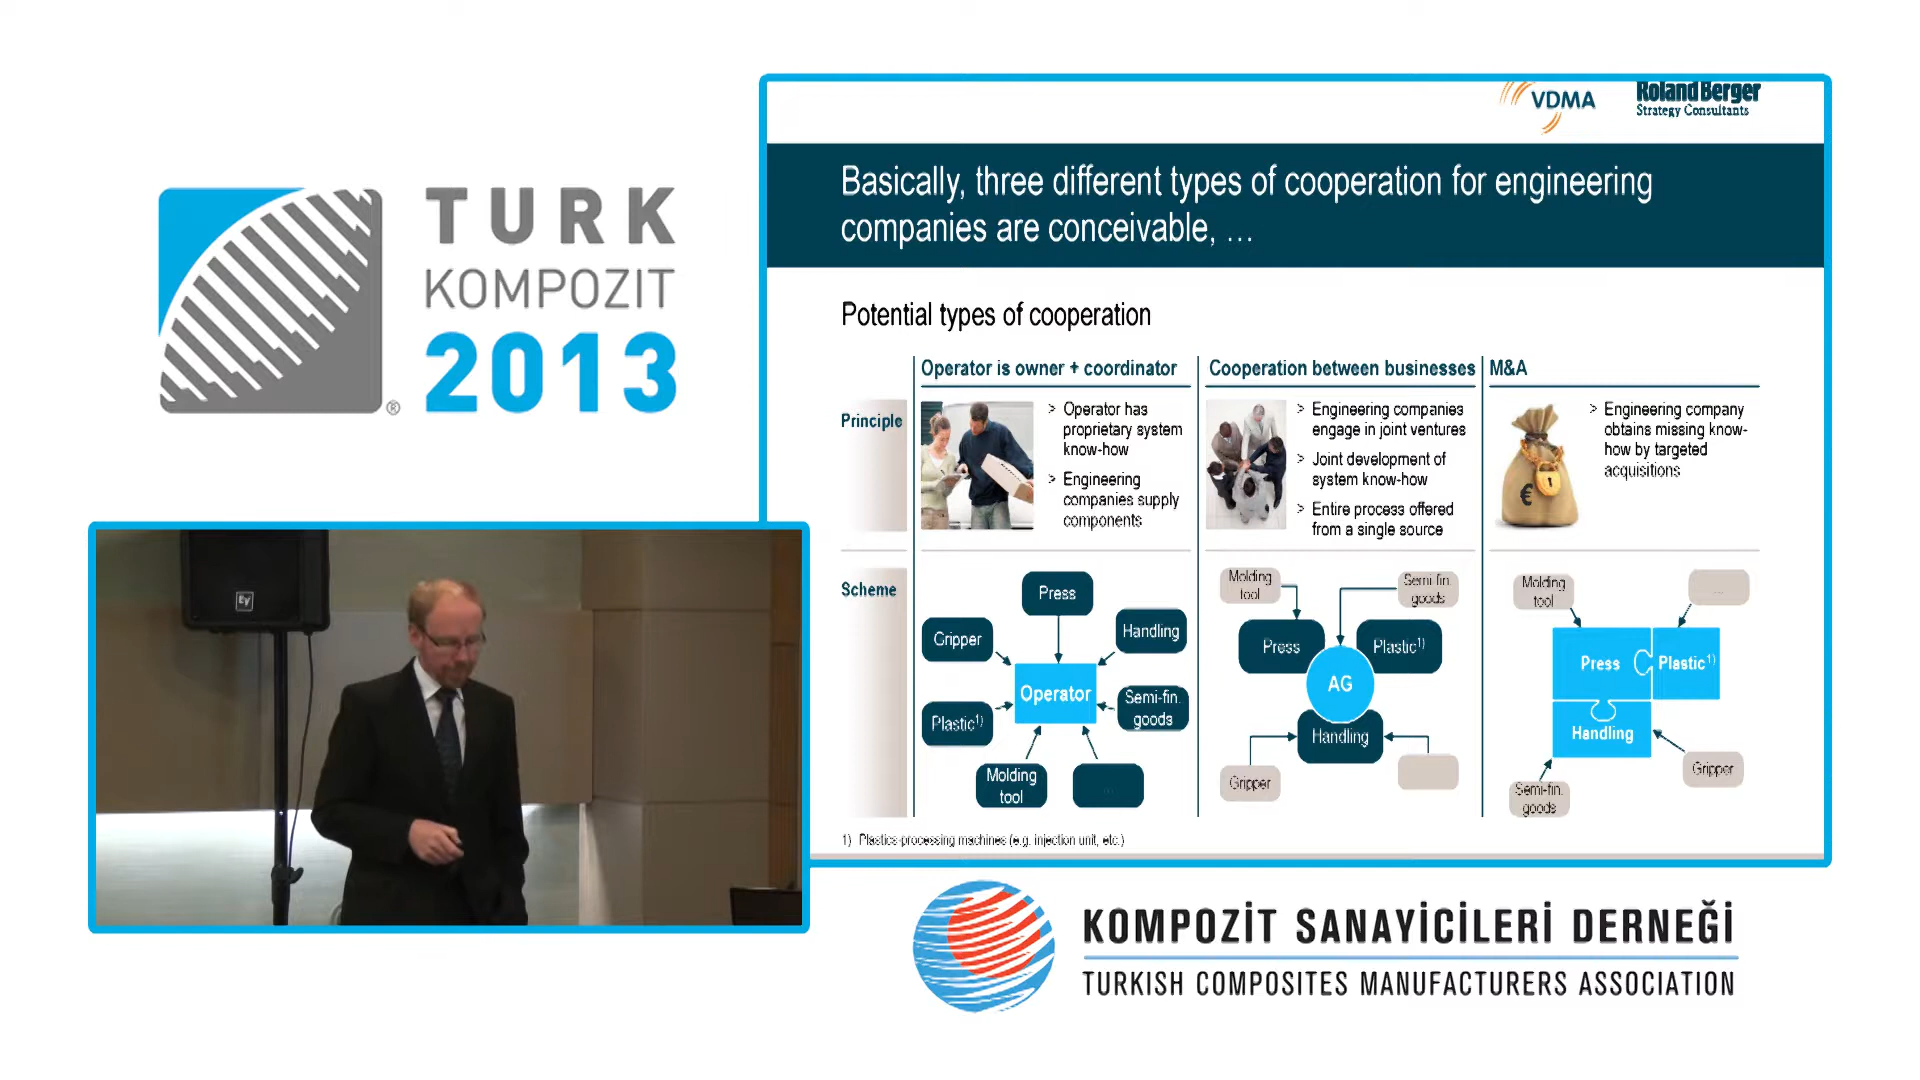 TURK
KOMPOZIT
2013
®
VDMA
Roland Berger
Strategy Consultants
Basically, three different types of cooperation for engineering
companies are conceivable, ...
Potential types of cooperation
Operator is owner + coordinator
Cooperation between businesses
M&A
Principle
> Operator has
proprietary system
know-how
> Engineering
companies supply
components
> Engineering companies
engage in joint ventures
> Joint development of
system know-how
> Entire process offered
from a single source
€
> Engineering company
obtains missing know-
how by targeted
acquisitions
Scheme
Press
Gripper
Handling
Operator
Plastic1)
Semi-fin.
goods
Molding
tool
...
Molding
tool
Semi-fin.
goods
Press
Plastic1)
AG
Handling
Gripper
Molding
tool
...
Press
Plastic1)
Handling
Gripper
Semi-fin.
goods
1) Plastics-processing machines (e.g. injection unit, etc.)
EV
KOMPOZİT SANAYİCİLERİ DERNEĞİ
TURKISH COMPOSITES MANUFACTURERS ASSOCIATION